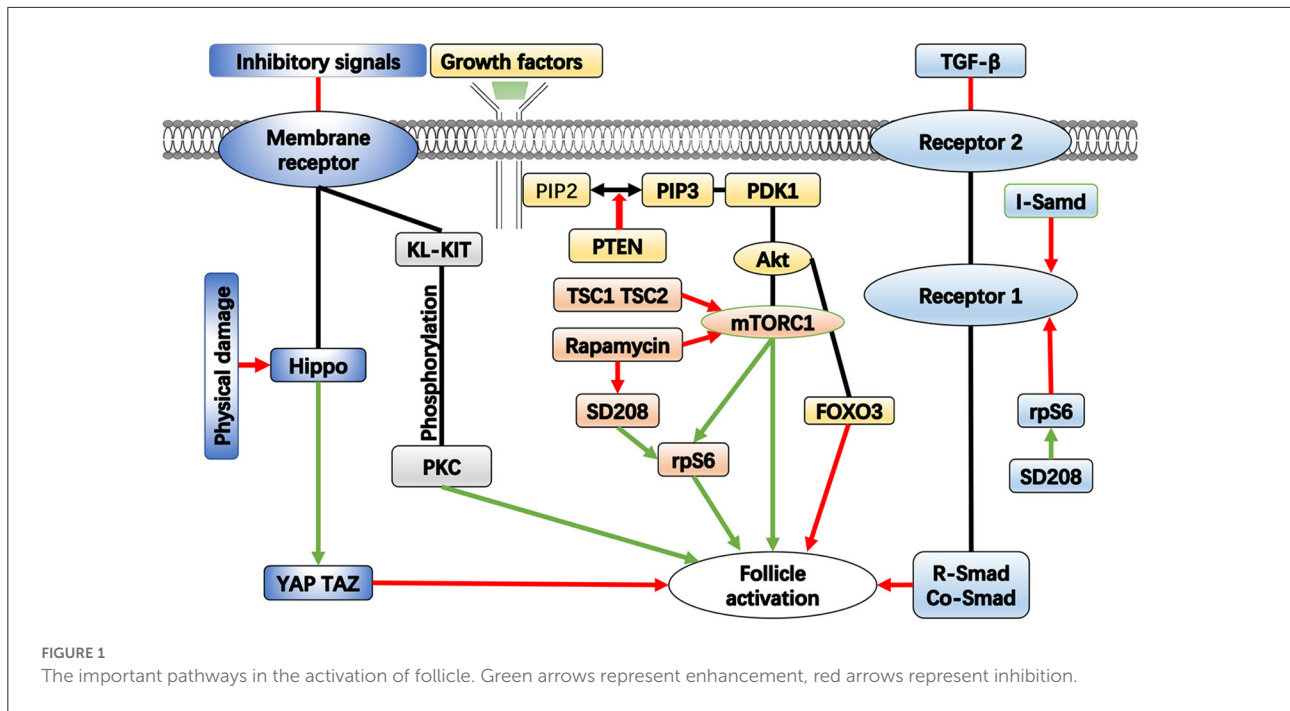 Inhibitory signals
Growth factors
TGF-β
Membrane
receptor
Receptor 2
PIP2
PIP3
PDK1
I-Samd
KL-KIT
PTEN
Akt
TSC1 TSC2
Receptor 1
mTORC1
Physical damage
Hippo
Phosphorylation
Rapamycin
SD208
FOXO3
rpS6
PKC
rpS6
SD208
YAP TAZ
Follicle
activation
R-Smad
Co-Smad
FIGURE 1
The important pathways in the activation of follicle. Green arrows represent enhancement, red arrows represent inhibition.